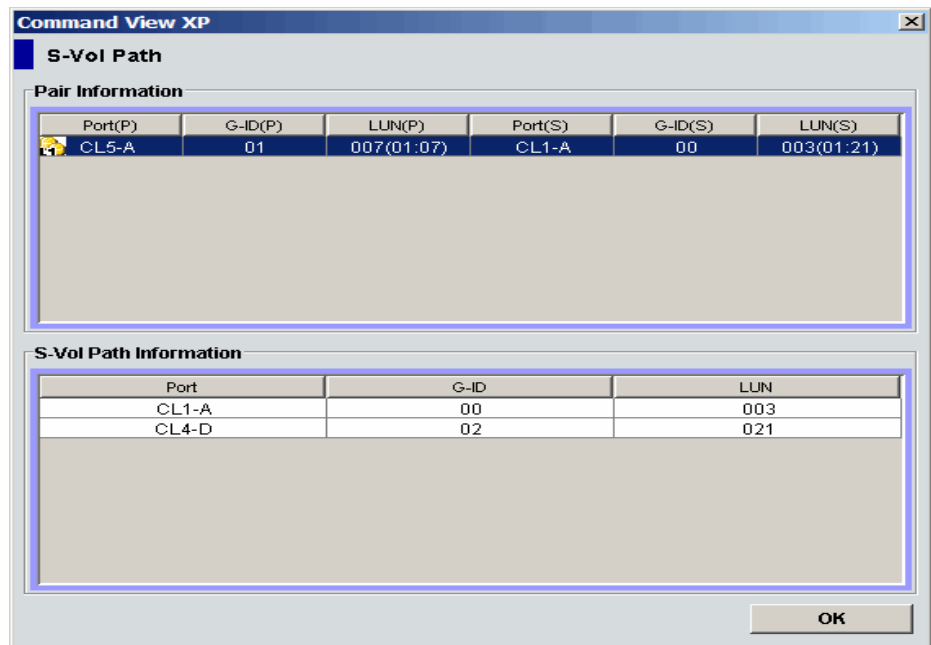 Command View XP
S-Vol Path
Pair Information
Port(P) G-ID(P) LUN(P) Port(S) G-ID(S) LUN(S)
CL5-A 01 007(01:07) CL1-A 00 003(01:21)
S-Vol Path Information
Port G-ID LUN
CL1-A 00 003
CL4-D 02 021
OK